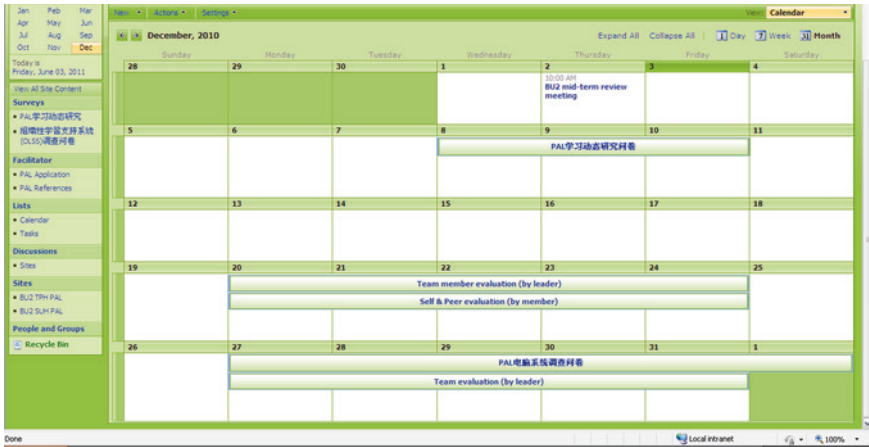 Jan Feb Mar
Apr May Jun
Jul Aug Sep
Oct Nov Dec
Today is
Friday, June 03, 2011
View All Site Content
Surveys
PAL学习动态研究
(OLSS)调查问卷
Facilitator
PAL Application
PAL References
Lists
Calendar
Tasks
Discussions
Sites
Sites
BU2 TPH PAL
BU2 SUH PAL
People and Groups
Recycle Bin
New Actions Settings View: Calendar
December, 2010 Expand All Collapse All 1 Day 7 Week 31 Month
Sunday Monday Tuesday Wednesday Thursday Friday Saturday
28 29 30 1 2 3 4
10:00 AM
BU2 mid-term review
meeting
5 6 7 8 9 10 11
PAL学习动态研究问卷
12 13 14 15 16 17 18
19 20 21 22 23 24 25
Team member evaluation (by leader)
Self & Peer evaluation (by member)
26 27 28 29 30 31 1
PAL电脑系统调查问卷
Team evaluation (by leader)
Done Local intranet 100%